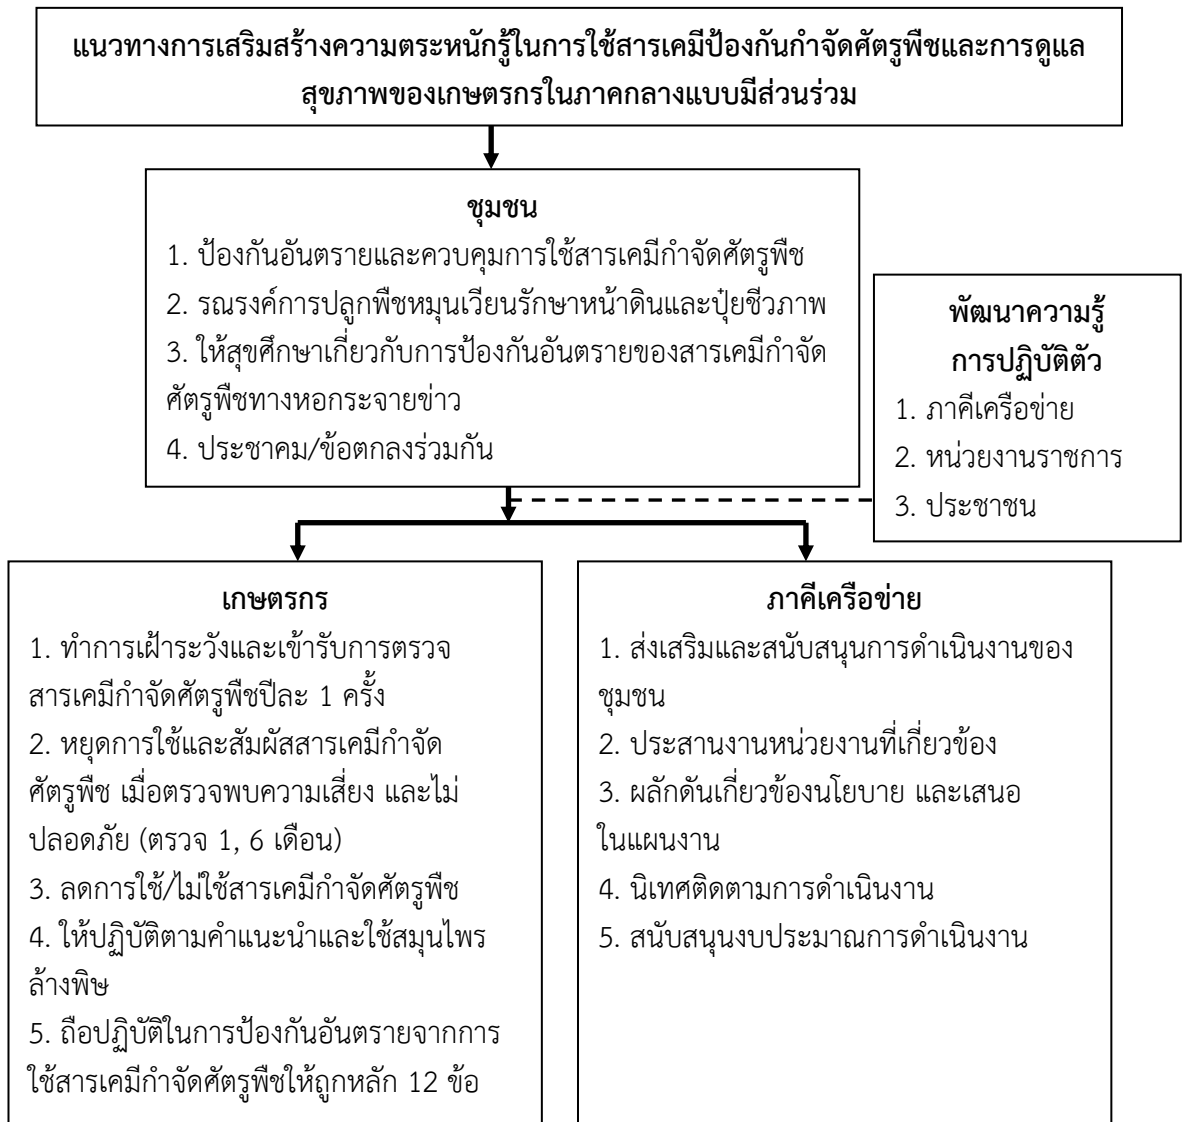 แนวทางการเสริมสร้างความตระหนักรู้ในการใช้สารเคมีป้องกันกำจัดศัตรูพืชและการดูแล
สุขภาพของเกษตรกรในภาคกลางแบบมีส่วนร่วม
ชุมชน
1. ป้องกันอันตรายและควบคุมการใช้สารเคมีกำจัดศัตรูพืช
2. รณรงค์การปลูกพืชหมุนเวียนรักษาหน้าดินและปุ๋ยชีวภาพ
3. ให้สุขศึกษาเกี่ยวกับการป้องกันอันตรายของสารเคมีกำจัด
ศัตรูพืชทางหอกระจายข่าว
4. ประชาคม/ข้อตกลงร่วมกัน
พัฒนาความรู้
การปฏิบัติตัว
1. ภาคีเครือข่าย
2. หน่วยงานราชการ
3. ประชาชน
เกษตรกร
1. ทำการเฝ้าระวังและเข้ารับการตรวจ
สารเคมีกำจัดศัตรูพืชปีละ 1 ครั้ง
2. หยุดการใช้และสัมผัสสารเคมีกำจัด
ศัตรูพืช เมื่อตรวจพบความเสี่ยง และไม่
ปลอดภัย (ตรวจ 1, 6 เดือน)
3. ลดการใช้/ไม่ใช้สารเคมีกำจัดศัตรูพืช
4. ให้ปฏิบัติตามคำแนะนำและใช้สมุนไพร
ล้างพิษ
5. ถือปฏิบัติในการป้องกันอันตรายจากการ
ใช้สารเคมีกำจัดศัตรูพืชให้ถูกหลัก 12 ข้อ
ภาคีเครือข่าย
1. ส่งเสริมและสนับสนุนการดำเนินงานของ
ชุมชน
2. ประสานงานหน่วยงานที่เกี่ยวข้อง
3. ผลักดันเกี่ยวข้องนโยบาย และเสนอ
ในแผนงาน
4. นิเทศติดตามการดำเนินงาน
5. สนับสนุนงบประมาณการดำเนินงาน